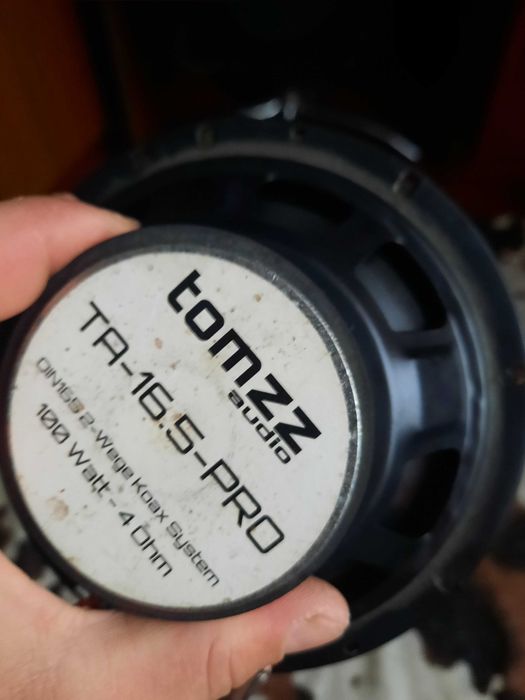 tomzz
audio
TA-16.5-PRO
DIN165 2-Wege Koax System
100 Watt - 4 Ohm